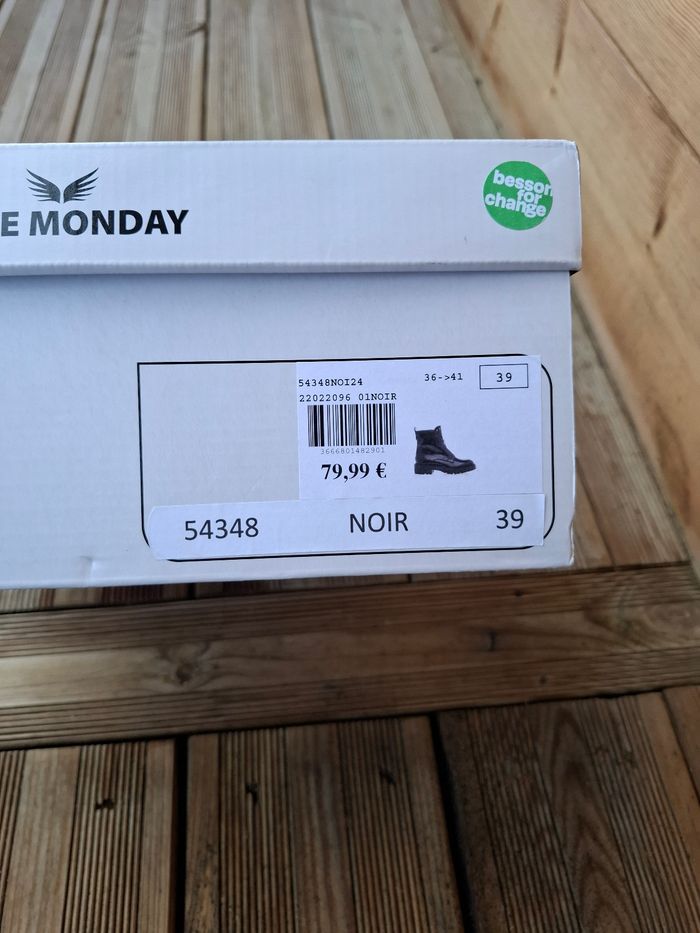 E MONDAY
besson
for
change
54348NOI24 36->41 39
22022096 01NOIR
3666801482901
79,99 €
54348 NOIR 39